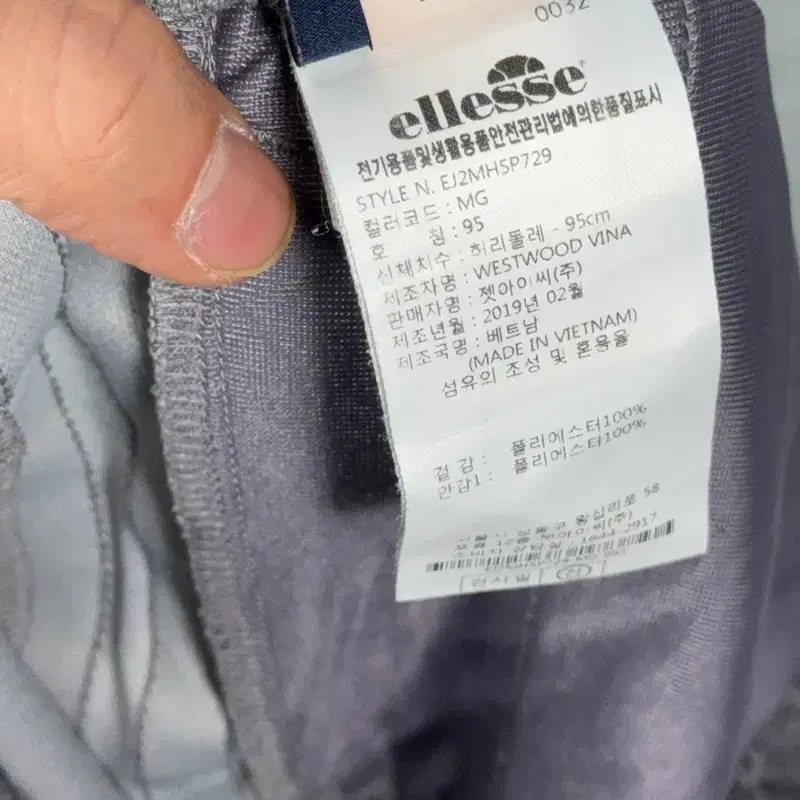 0032
ellesse
전기용품및생활용품안전관리법에의한품질표시
STYLE N. EJ2MHSP729
컬러코드 : MG
호 칭 : 95
신체치수 : 허리둘레 - 95cm
제조자명 : WESTWOOD VINA
판매자명 : 젯아이씨(주)
제조년월 : 2019년 02월
제조국명 : 베트남
(MADE IN VIETNAM)
섬유의 조성 및 혼용율
겉감 : 폴리에스터100%
안감1 : 폴리에스터100%
왕십리로 58